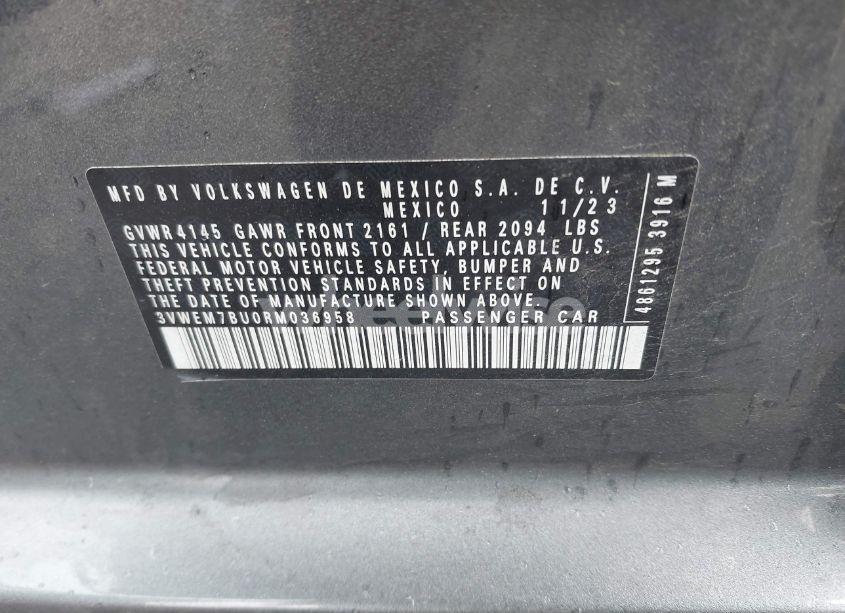 MFD BY VOLKSWAGEN DE MEXICO S.A. DE C.V.
MEXICO 11/23
GVWR 4145 GAWR FRONT 2161 / REAR 2094 LBS
THIS VEHICLE CONFORMS TO ALL APPLICABLE U.S.
FEDERAL MOTOR VEHICLE SAFETY, BUMPER AND
THEFT PREVENTION STANDARDS IN EFFECT ON
THE DATE OF MANUFACTURE SHOWN ABOVE.
3VWEM7BU0RM036958 PASSENGER CAR
4861295 3916 M